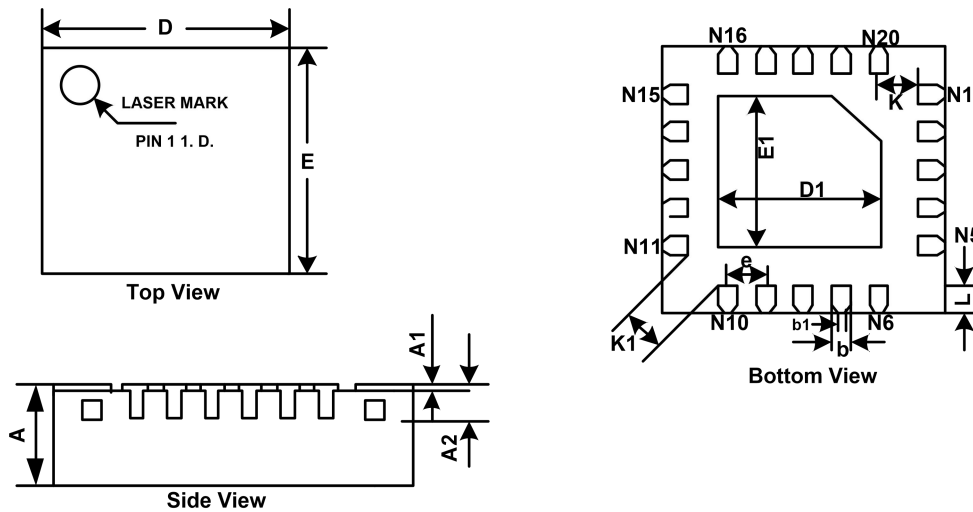 D
LASER MARK
PIN 1 1. D.
E
Top View
N16
N20
N15
K
N1
E1
D1
N11
N5
e
L
K1
N10
b1
b
N6
Bottom View
A1
A
A2
Side View